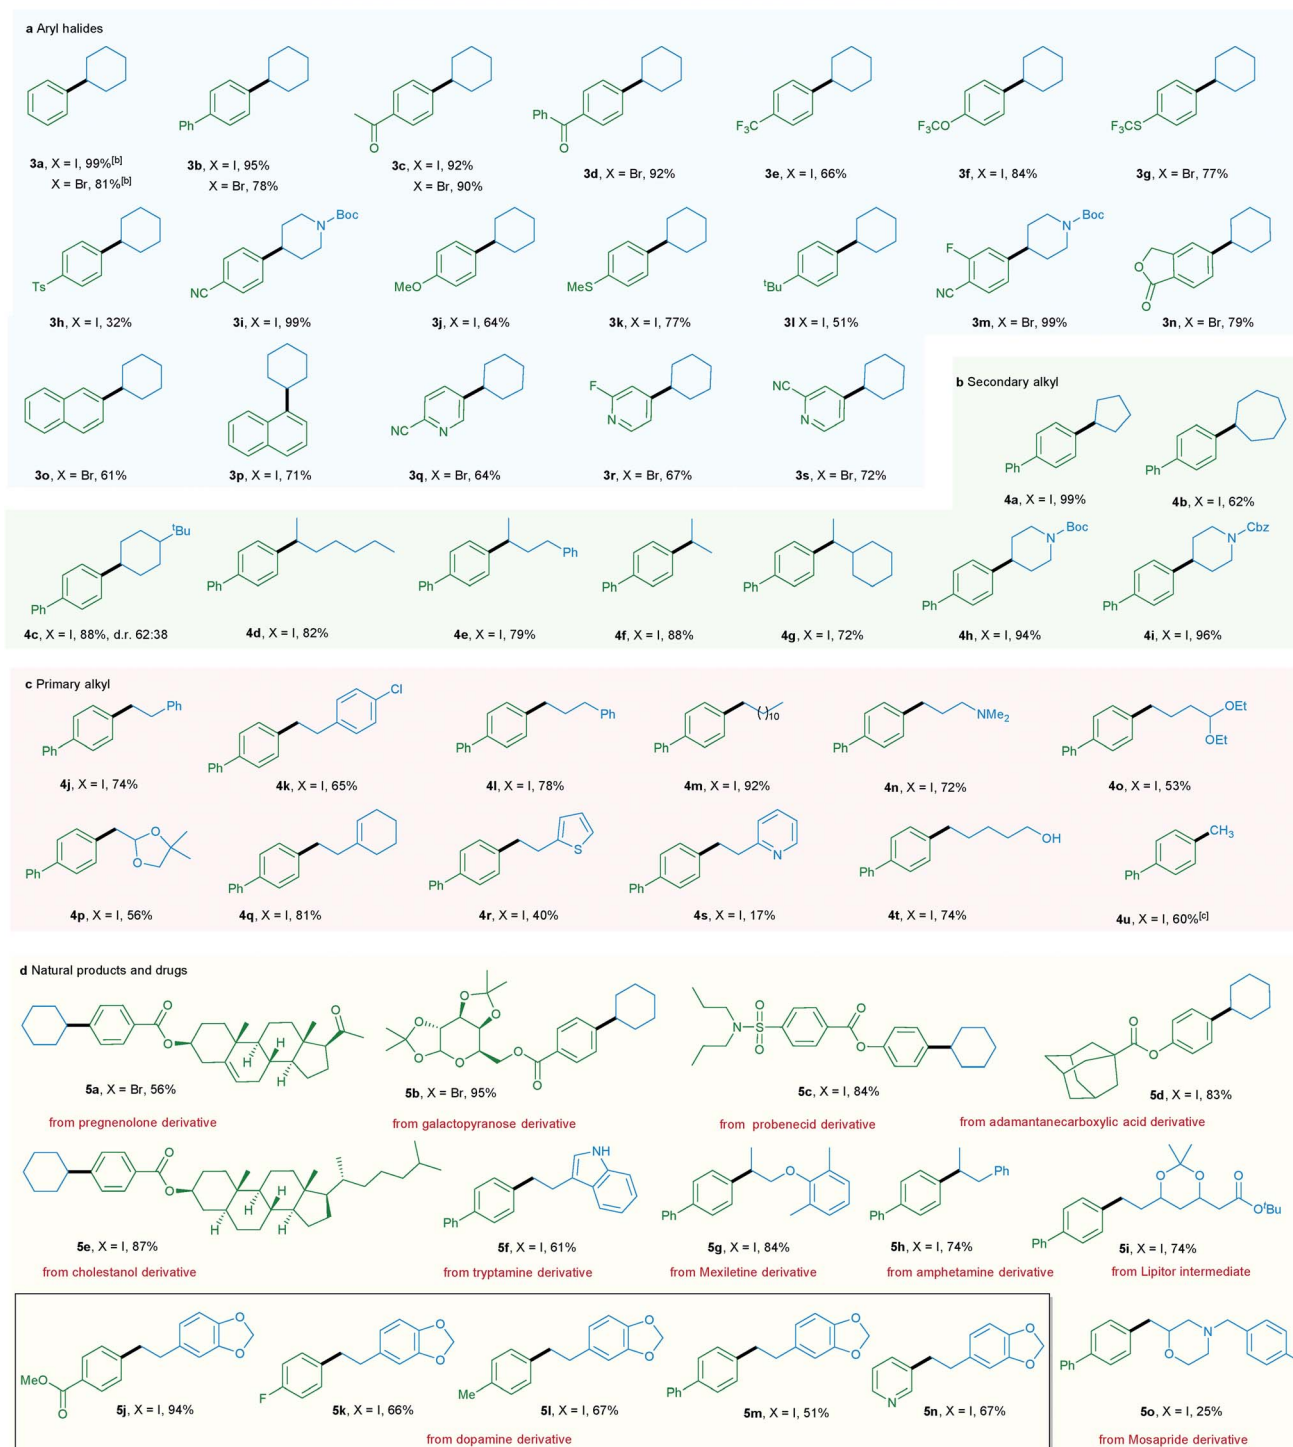 a Aryl halides
Ph
O
Ph
O
F3C
F3CO
F3CS
3a, X = I, 99%[b]
X = Br, 81%[b]
3b, X = I, 95%
X = Br, 78%
3c, X = I, 92%
X = Br, 90%
3d, X = Br, 92%
3e, X = I, 66%
3f, X = I, 84%
3g, X = Br, 77%
Ts
NC
N
Boc
MeO
MeS
tBu
F
NC
N
Boc
O
O
3h, X = I, 32%
3i, X = I, 99%
3j, X = I, 64%
3k, X = I, 77%
3l X = I, 51%
3m, X = Br, 99%
3n, X = Br, 79%
NC
N
F
N
NC
N
3o, X = Br, 61%
3p, X = I, 71%
3q, X = Br, 64%
3r, X = Br, 67%
3s, X = Br, 72%
b Secondary alkyl
Ph
Ph
4a, X = I, 99%
4b, X = I, 62%
Ph
tBu
Ph
Ph
Ph
Ph
Ph
Ph
N
Boc
Ph
N
Cbz
4c, X = I, 88%, d.r. 62:38
4d, X = I, 82%
4e, X = I, 79%
4f, X = I, 88%
4g, X = I, 72%
4h, X = I, 94%
4i, X = I, 96%
c Primary alkyl
Ph
Ph
Ph
Cl
Ph
Ph
Ph
( )10
Ph
NMe2
Ph
OEt
OEt
4j, X = I, 74%
4k, X = I, 65%
4l, X = I, 78%
4m, X = I, 92%
4n, X = I, 72%
4o, X = I, 53%
Ph
O
O
Ph
Ph
S
Ph
N
Ph
OH
Ph
CH3
4p, X = I, 56%
4q, X = I, 81%
4r, X = I, 40%
4s, X = I, 17%
4t, X = I, 74%
4u, X = I, 60%[c]
d Natural products and drugs
O
O
H
H
H
O
O
O
O
O
O
O
O
N
O
S
O
O
O
O
O
5a, X = Br, 56%
5b, X = Br, 95%
5c, X = I, 84%
5d, X = I, 83%
from pregnenolone derivative
from galactopyranose derivative
from probenecid derivative
from adamantanecarboxylic acid derivative
O
O
H
H
H
H
Ph
NH
Ph
O
Ph
Ph
Ph
O
O
O
OtBu
5e, X = I, 87%
5f, X = I, 61%
5g, X = I, 84%
5h, X = I, 74%
5i, X = I, 74%
from cholestanol derivative
from tryptamine derivative
from Mexiletine derivative
from amphetamine derivative
from Lipitor intermediate
MeO
O
O
O
F
O
O
Me
O
O
Ph
O
O
N
O
O
Ph
O
N
5j, X = I, 94%
5k, X = I, 66%
5l, X = I, 67%
5m, X = I, 51%
5n, X = I, 67%
5o, X = I, 25%
from dopamine derivative
from Mosapride derivative